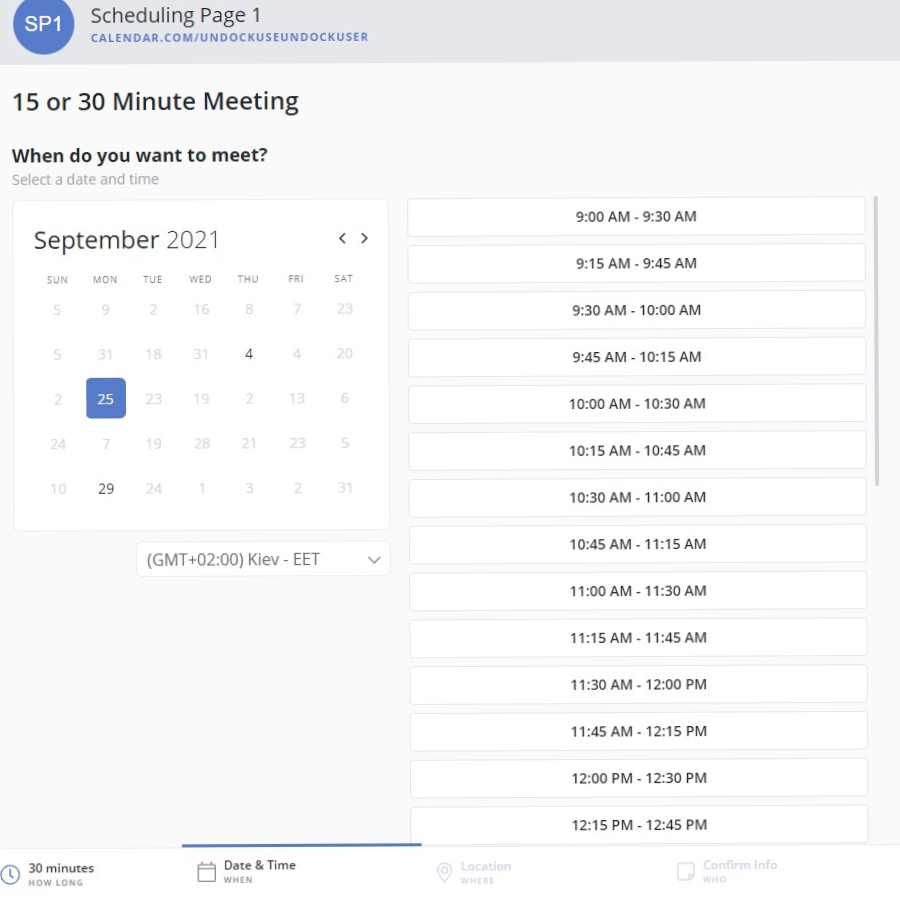 SP1
Scheduling Page 1
CALENDAR.COM/UNDOCKUSEUNDOCKUSER
15 or 30 Minute Meeting
When do you want to meet?
Select a date and time
September 2021
SUN MON TUE WED THU FRI SAT
5 9 2 16 8 7 23
5 31 18 31 4 4 20
2 25 23 19 2 13 6
24 7 19 28 21 23 5
10 29 24 1 3 2 31
(GMT+02:00) Kiev - EET
9:00 AM - 9:30 AM
9:15 AM - 9:45 AM
9:30 AM - 10:00 AM
9:45 AM - 10:15 AM
10:00 AM - 10:30 AM
10:15 AM - 10:45 AM
10:30 AM - 11:00 AM
10:45 AM - 11:15 AM
11:00 AM - 11:30 AM
11:15 AM - 11:45 AM
11:30 AM - 12:00 PM
11:45 AM - 12:15 PM
12:00 PM - 12:30 PM
12:15 PM - 12:45 PM
30 minutes
HOW LONG
Date & Time
WHEN
Location
WHERE
Confirm Info
WHO